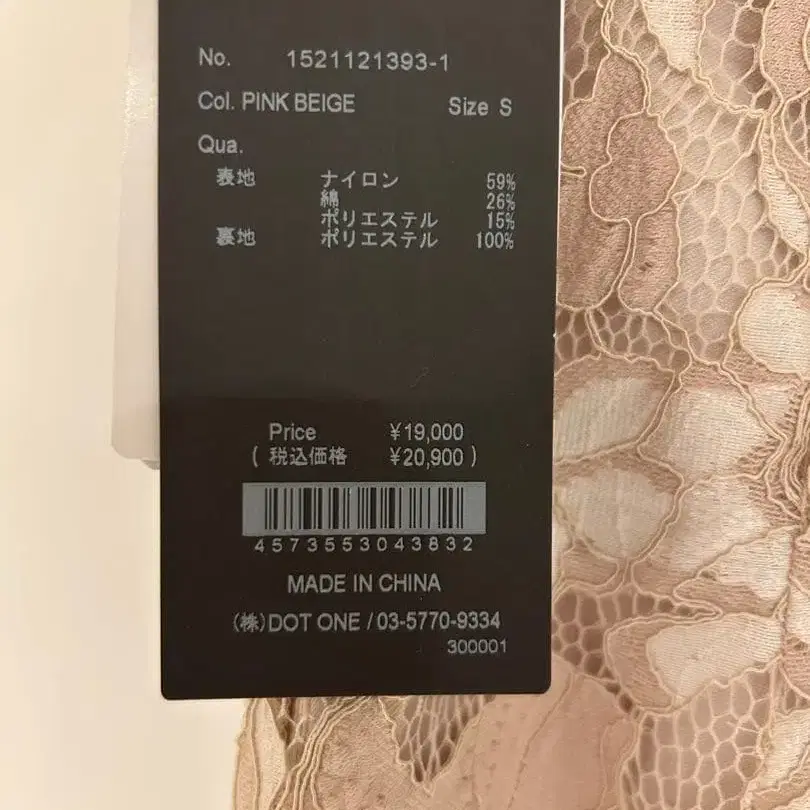 No. 1521121393-1
Col. PINK BEIGE Size S
Qua.
表地 ナイロン 59%
綿 26%
ポリエステル 15%
裏地 ポリエステル 100%
Price ¥19,000
( 税込価格 ¥20,900 )
4573553043832
MADE IN CHINA
(株)DOT ONE / 03-5770-9334
300001